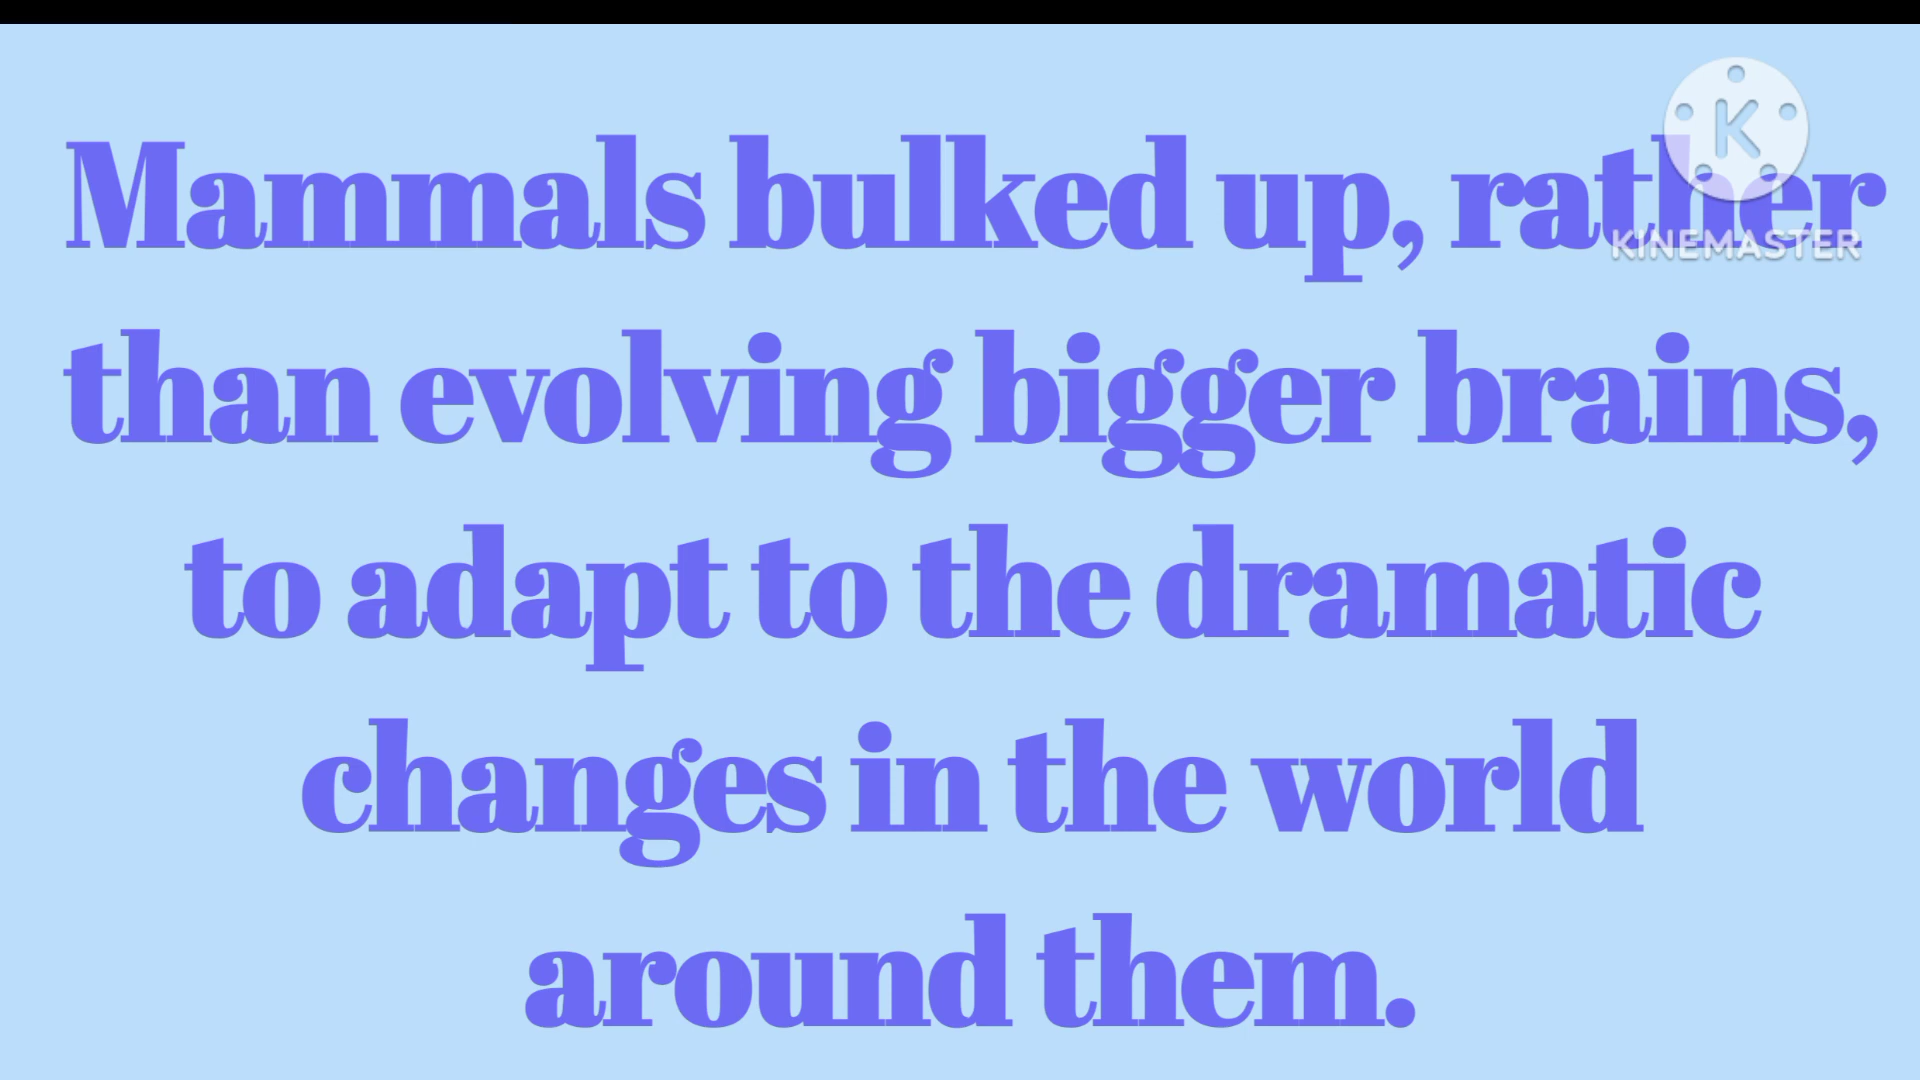 Mammals bulked up, rather
than evolving bigger brains,
to adapt to the dramatic
changes in the world
around them.
K
KINEMASTER